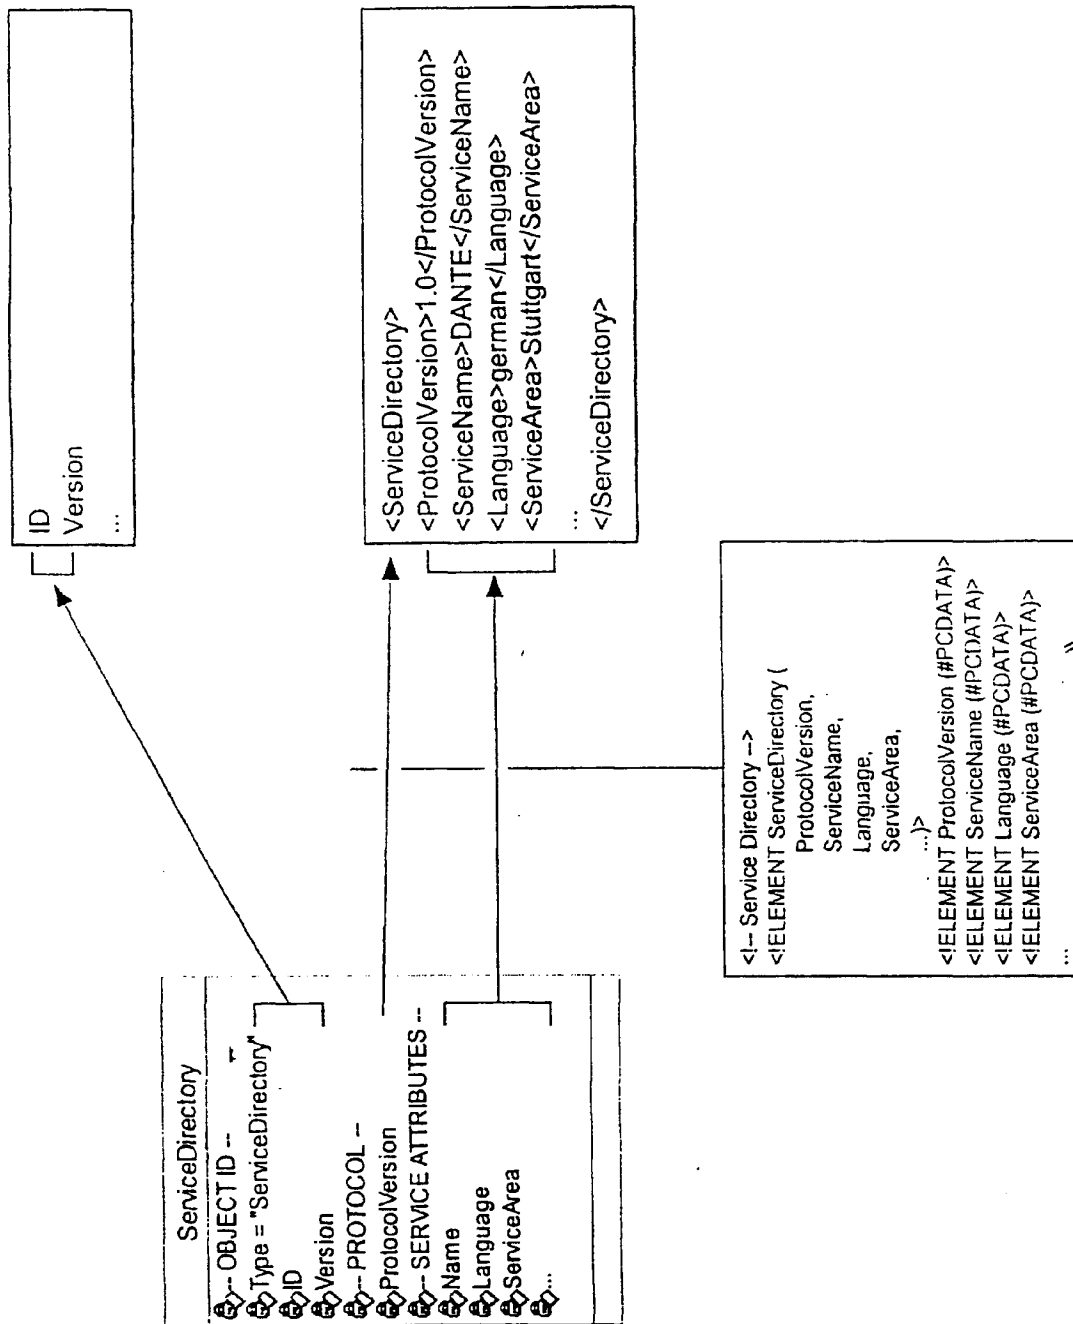 ServiceDirectory
-- OBJECT ID --
Type = "ServiceDirectory"
ID
Version
-- PROTOCOL --
ProtocolVersion
-- SERVICE ATTRIBUTES --
Name
Language
ServiceArea
...
ID
Version
...
<ServiceDirectory>
<ProtocolVersion>1.0</ProtocolVersion>
<ServiceName>DANTE</ServiceName>
<Language>german</Language>
<ServiceArea>Stuttgart</ServiceArea>
...
</ServiceDirectory>
<!-- Service Directory -->
<!ELEMENT ServiceDirectory (
ProtocolVersion,
ServiceName,
Language,
ServiceArea,
...)>
<!ELEMENT ProtocolVersion (#PCDATA)>
<!ELEMENT ServiceName (#PCDATA)>
<!ELEMENT Language (#PCDATA)>
<!ELEMENT ServiceArea (#PCDATA)>
...